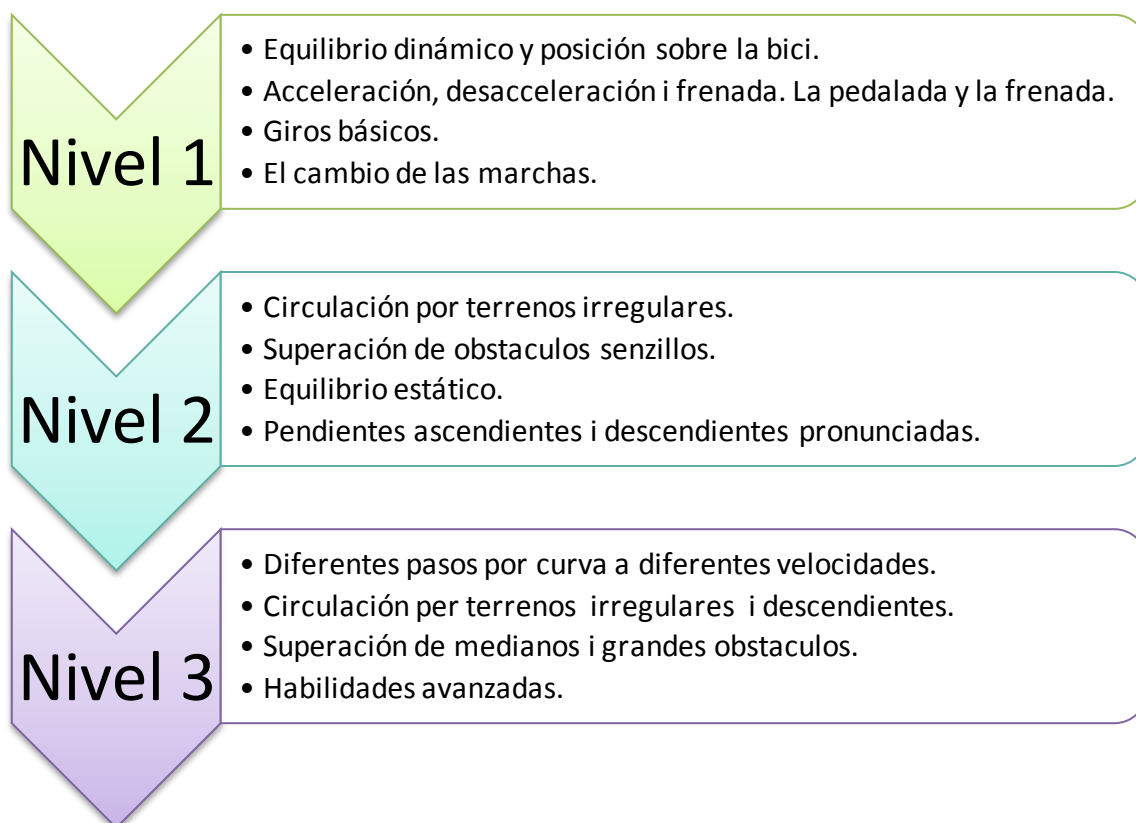 Nivel 1
• Equilibrio dinámico y posición sobre la bici.
• Acceleración, desacceleración i frenada. La pedalada y la frenada.
• Giros básicos.
• El cambio de las marchas.
Nivel 2
• Circulación por terrenos irregulares.
• Superación de obstaculos senzillos.
• Equilibrio estático.
• Pendientes ascendientes i descendientes pronunciadas.
Nivel 3
• Diferentes pasos por curva a diferentes velocidades.
• Circulación per terrenos irregulares i descendientes.
• Superación de medianos i grandes obstaculos.
• Habilidades avanzadas.